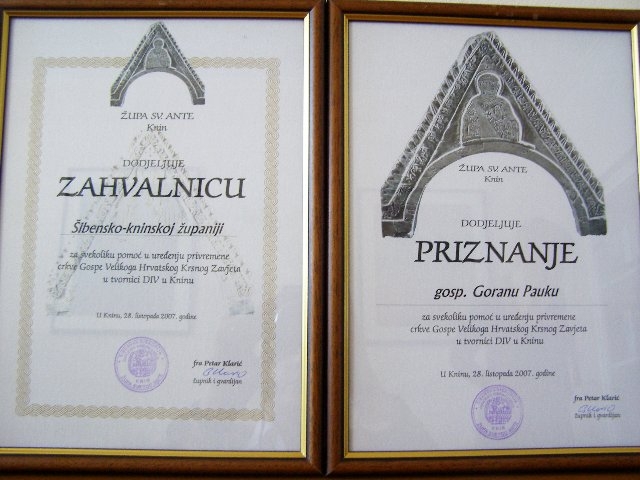 ŽUPA SV. ANTE
Knin
DODJELJUJE
ZAHVALNICU
Šibensko-kninskoj županiji
za svekoliku pomoć u uređenju privremene
crkve Gospe Velikoga Hrvatskog Krsnog Zavjeta
u tvornici DIV u Kninu
U Kninu, 28. listopada 2007. godine
fra Petar Klarić
župnik i gvardijan
ŽUPA SV ANTE
Knin
DODJELJUJE
PRIZNANJE
gosp. Goranu Pauku
za svekoliku pomoć u uređenju privremene
crkve Gospe Velikoga Hrvatskog Krsnog Zavjeta
u tvornici DIV u Kninu
U Kninu, 28. listopada 2007. godine
fra Petar Klarić
župnik i gvardijan